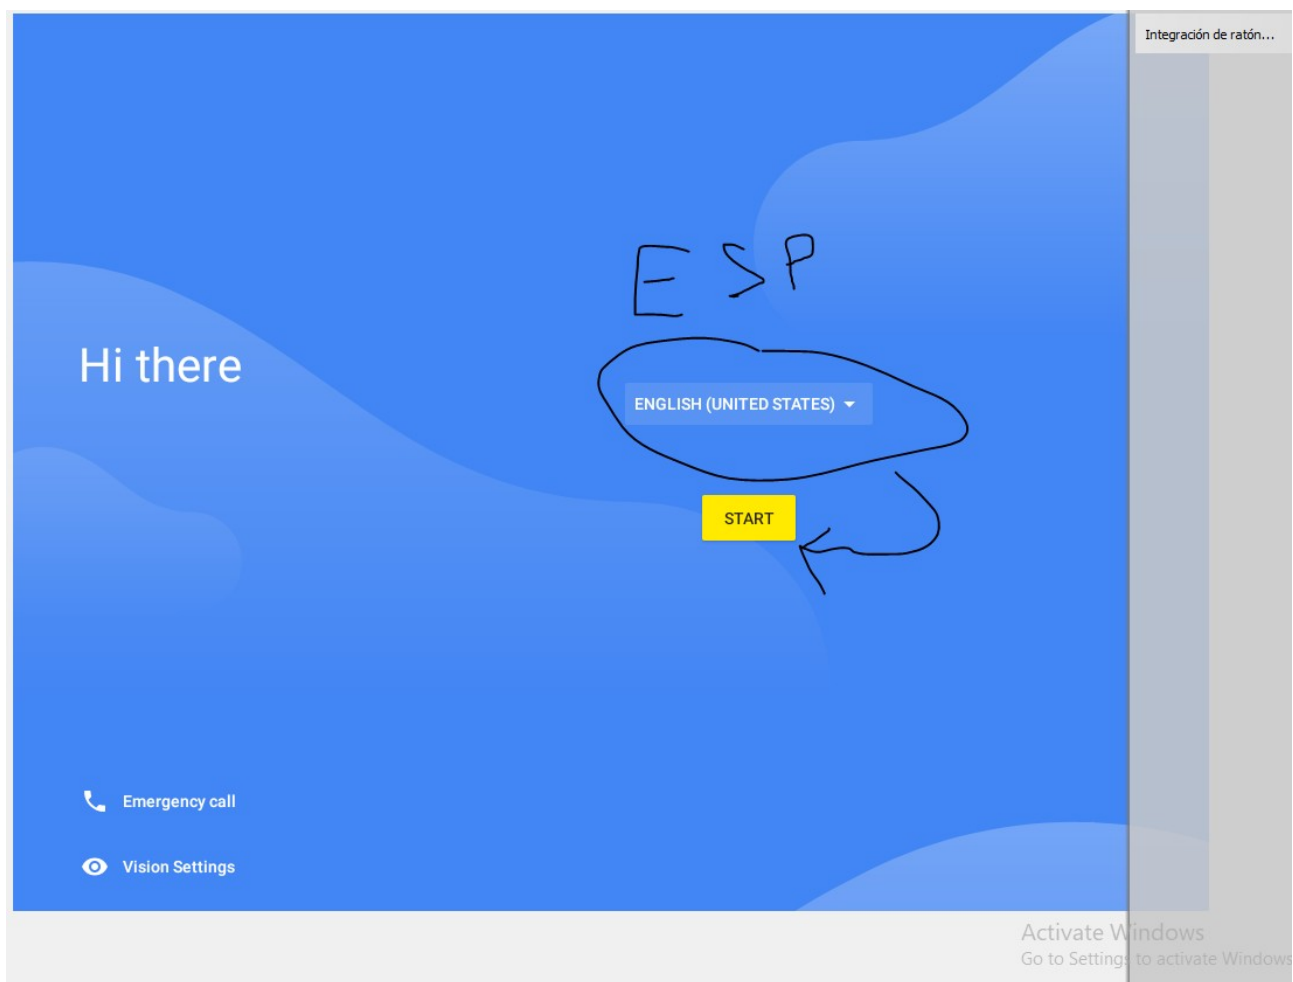 Integración de ratón...
ESP
Hi there
ENGLISH (UNITED STATES)
START
Emergency call
Vision Settings
Activate Windows
Go to Settings to activate Windows